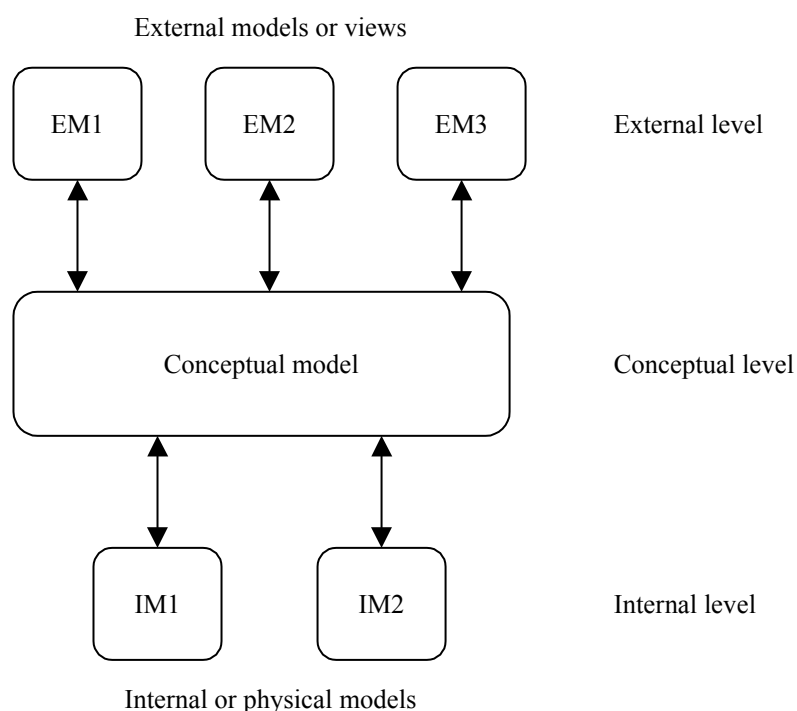 External models or views
EM1 EM2 EM3 External level
Conceptual model Conceptual level
IM1 IM2 Internal level
Internal or physical models